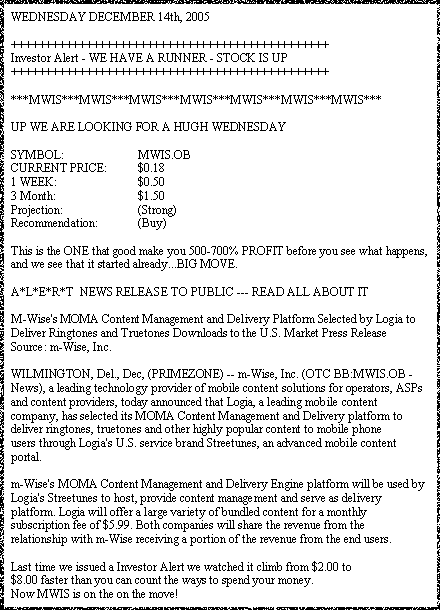 WEDNESDAY DECEMBER 14th, 2005
++++++++++++++++++++++++++++++++++++++++++++++
Investor Alert - WE HAVE A RUNNER - STOCK IS UP
++++++++++++++++++++++++++++++++++++++++++++++
***MWIS***MWIS***MWIS***MWIS***MWIS***MWIS***MWIS***
UP WE ARE LOOKING FOR A HUGH WEDNESDAY
SYMBOL: MWIS.OB
CURRENT PRICE: $0.18
1 WEEK: $0.50
3 Month: $1.50
Projection: (Strong)
Recommendation: (Buy)
This is the ONE that good make you 500-700% PROFIT before you see what happens,
and we see that it started already...BIG MOVE.
A*L*E*R*T  NEWS RELEASE TO PUBLIC --- READ ALL ABOUT IT
M-Wise's MOMA Content Management and Delivery Platform Selected by Logia to
Deliver Ringtones and Truetones Downloads to the U.S. Market Press Release
Source: m-Wise, Inc.
WILMINGTON, Del., Dec, (PRIMEZONE) -- m-Wise, Inc. (OTC BB:MWIS.OB -
News), a leading technology provider of mobile content solutions for operators, ASPs
and content providers, today announced that Logia, a leading mobile content
company, has selected its MOMA Content Management and Delivery platform to
deliver ringtones, truetones and other highly popular content to mobile phone
users through Logia's U.S. service brand Streetunes, an advanced mobile content
portal.
m-Wise's MOMA Content Management and Delivery Engine platform will be used by
Logia's Streetunes to host, provide content management and serve as delivery
platform. Logia will offer a large variety of bundled content for a monthly
subscription fee of $5.99. Both companies will share the revenue from the
relationship with m-Wise receiving a portion of the revenue from the end users.
Last time we issued a Investor Alert we watched it climb from $2.00 to
$8.00 faster than you can count the ways to spend your money.
Now MWIS is on the on the move!